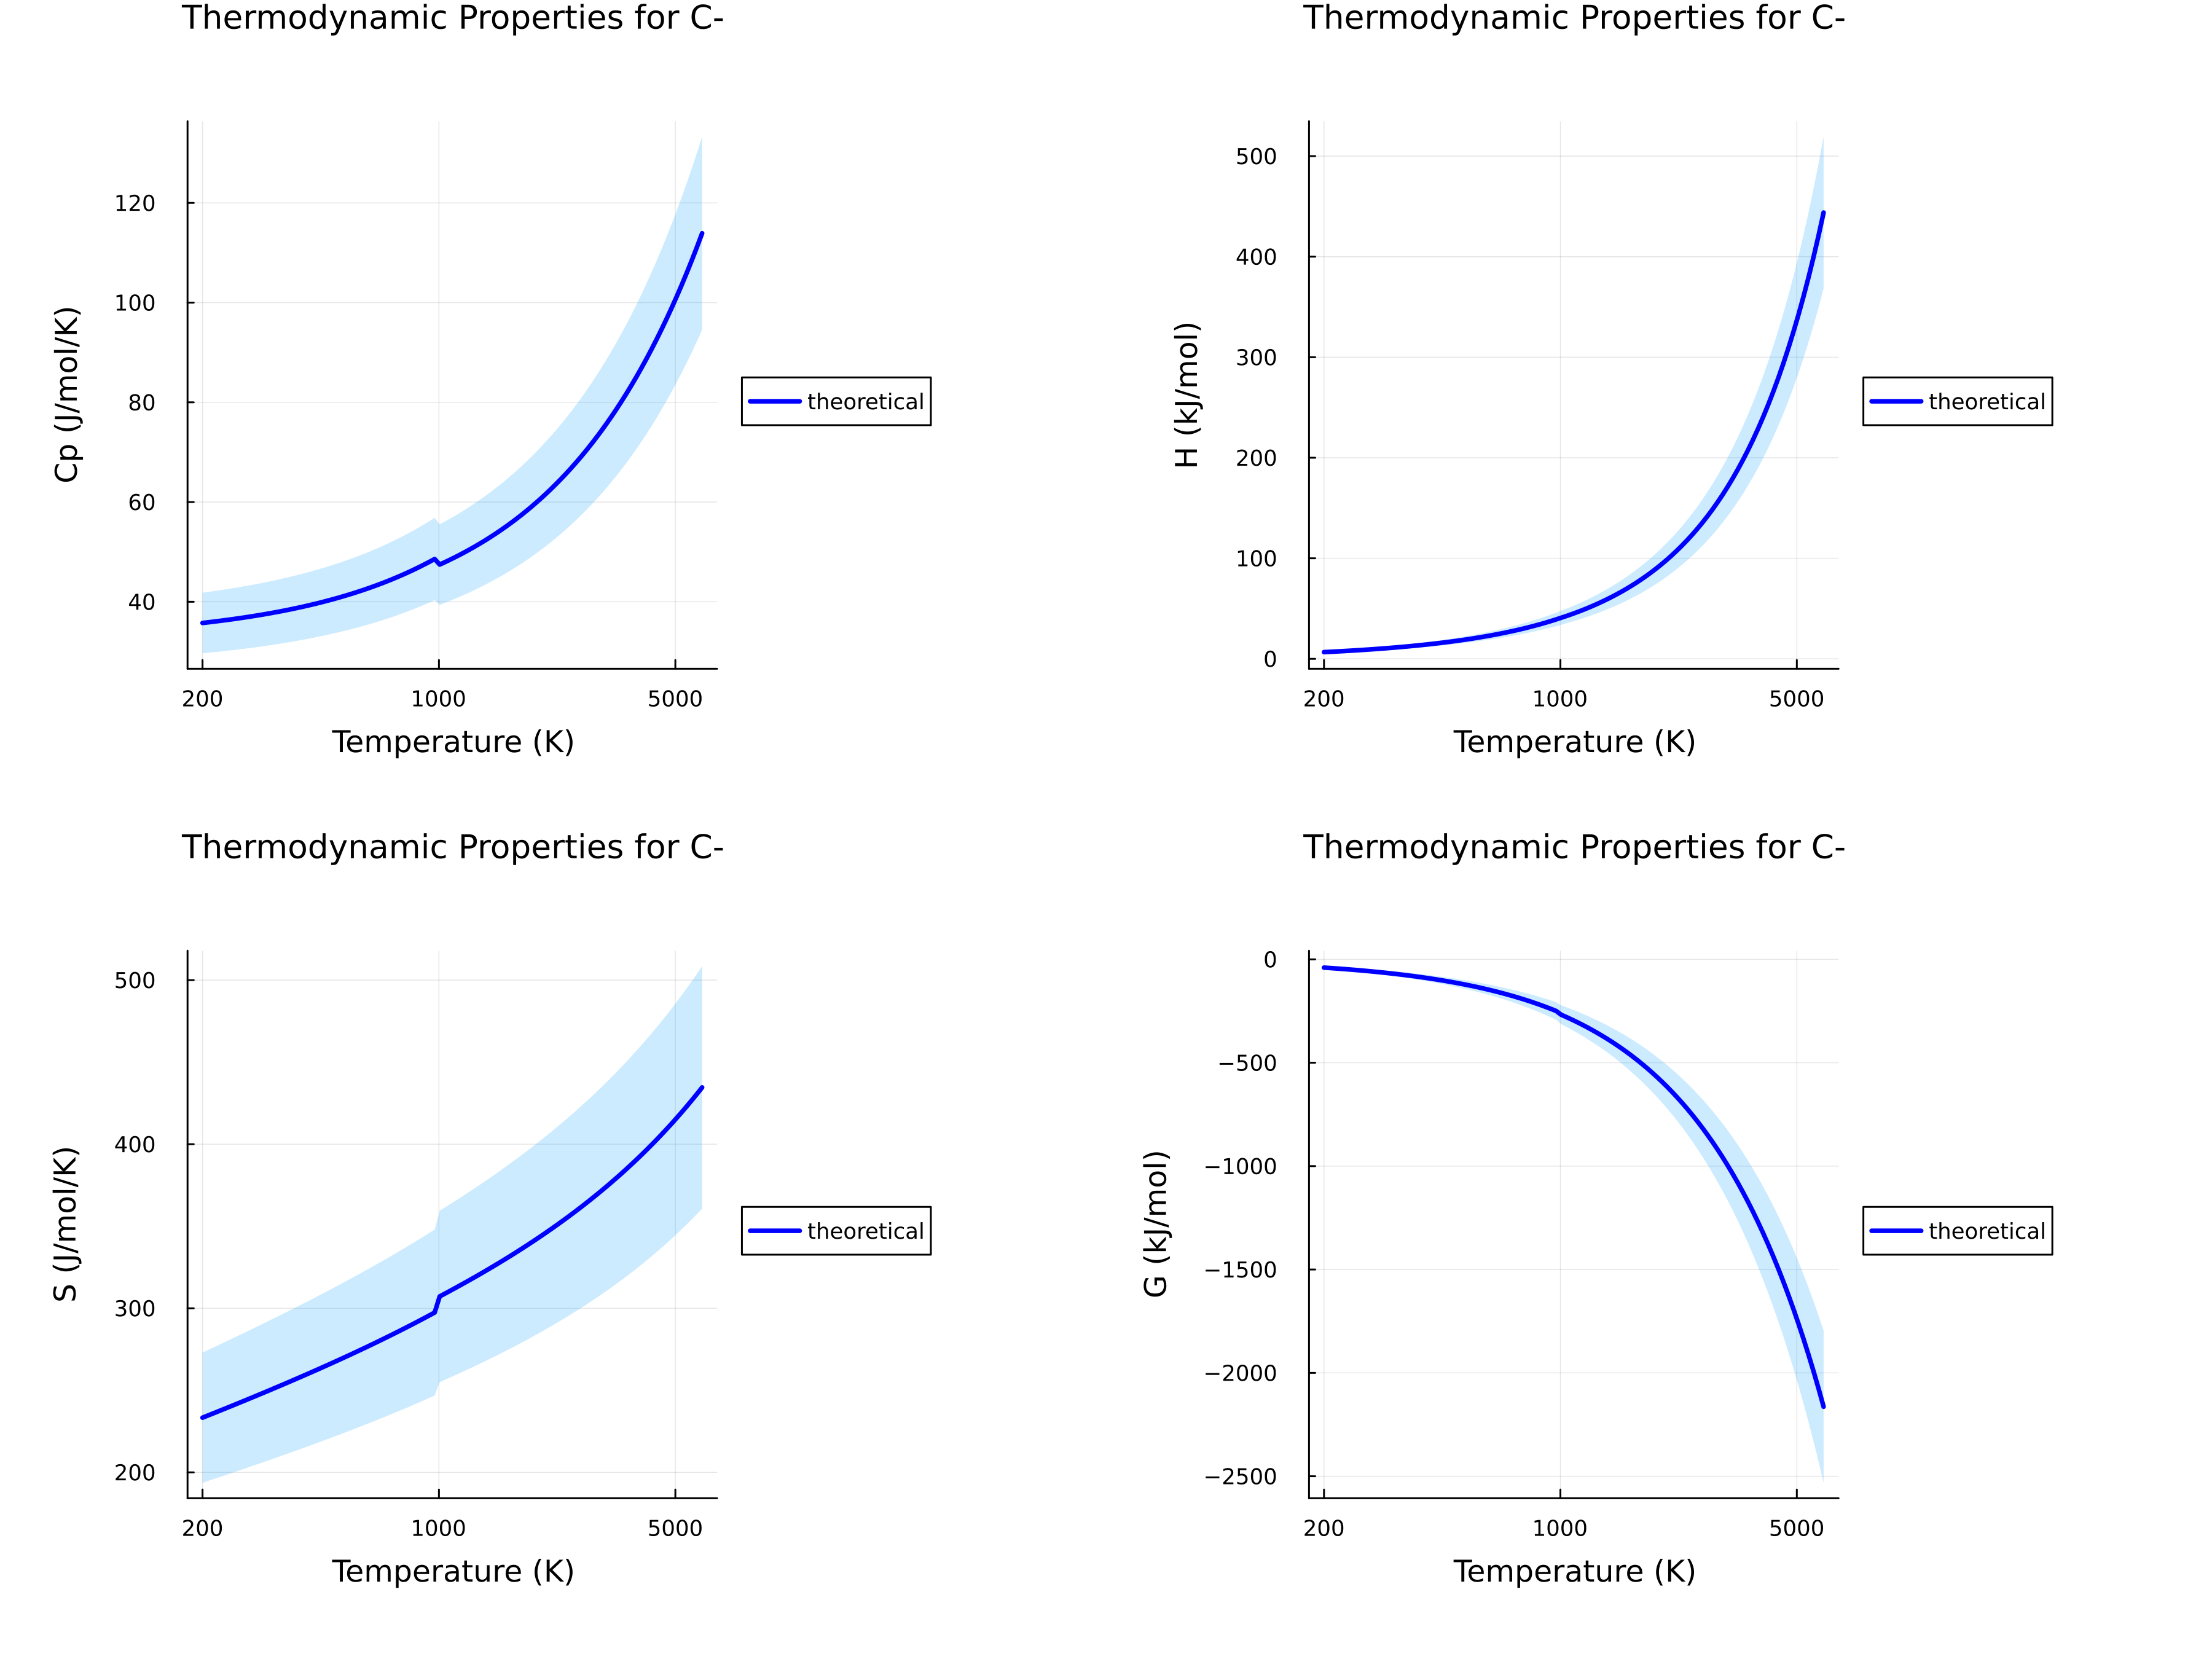 Thermodynamic Properties for C-
Cp (J/mol/K)
120
100
80
60
40
200
1000
5000
Temperature (K)
theoretical
Thermodynamic Properties for C-
H (kJ/mol)
500
400
300
200
100
0
200
1000
5000
Temperature (K)
theoretical
Thermodynamic Properties for C-
S (J/mol/K)
500
400
300
200
200
1000
5000
Temperature (K)
theoretical
Thermodynamic Properties for C-
G (kJ/mol)
0
−500
−1000
−1500
−2000
−2500
200
1000
5000
Temperature (K)
theoretical